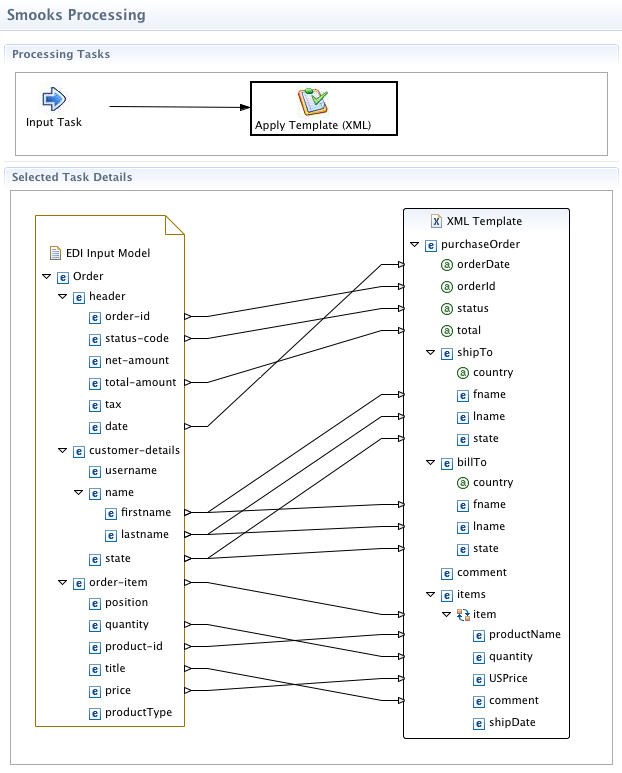 Smooks Processing
Processing Tasks
Input Task
Apply Template (XML)
Selected Task Details
EDI Input Model
Order
header
order-id
status-code
net-amount
total-amount
tax
date
customer-details
username
name
firstname
lastname
state
order-item
position
quantity
product-id
title
price
productType
XML Template
purchaseOrder
orderDate
orderId
status
total
shipTo
country
fname
lname
state
billTo
country
fname
lname
state
comment
items
item
productName
quantity
USPrice
comment
shipDate